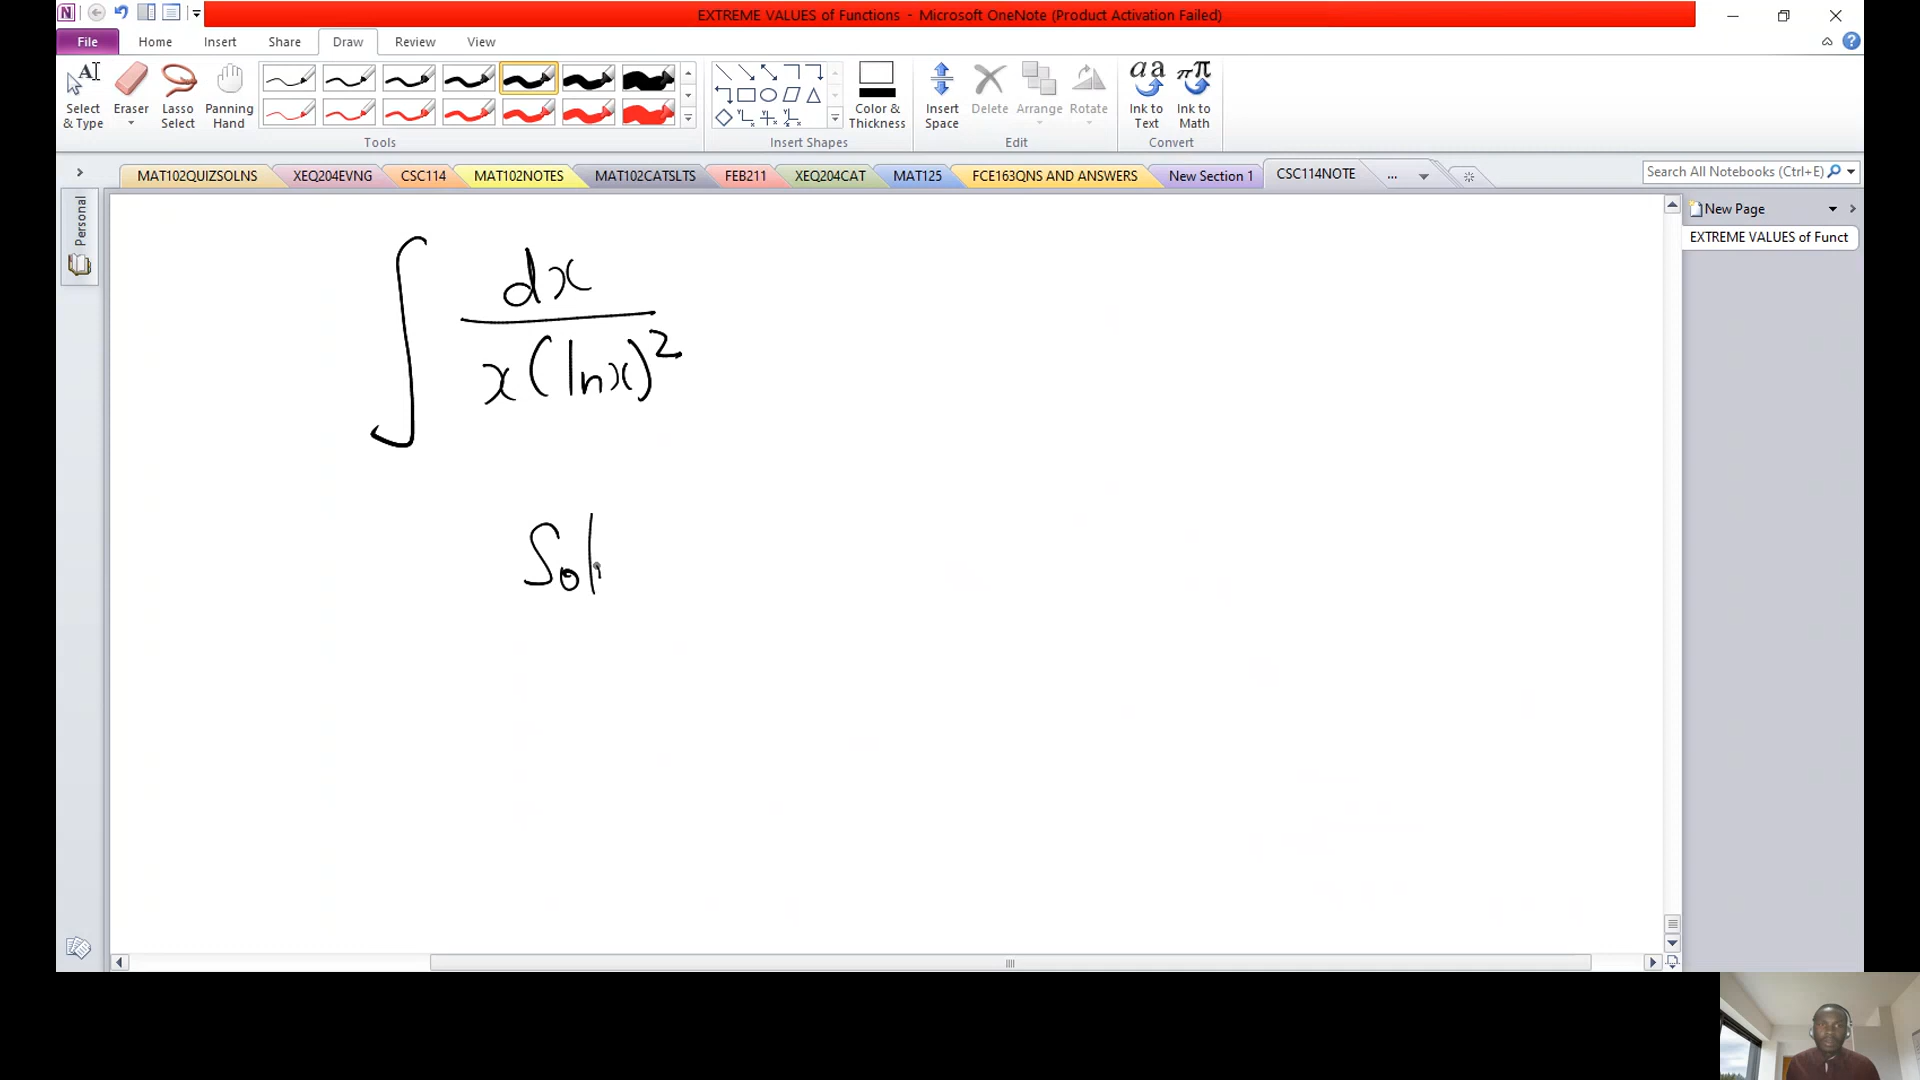 EXTREME VALUES of Functions - Microsoft OneNote (Product Activation Failed)
File Home Insert Share Draw Review View
Select & Type
Eraser
Lasso Select
Panning Hand
Color & Thickness
Insert Space
Delete
Arrange
Rotate
Ink to Text
Ink to Math
Tools
Insert Shapes
Edit
Convert
MAT102QUIZSOLNS XEQ204EVNG CSC114 MAT102NOTES MAT102CATSLTS FEB211 XEQ204CAT MAT125 FCE163QNS AND ANSWERS New Section 1 CSC114NOTE ...
Search All Notebooks (Ctrl+E)
Personal
New Page
EXTREME VALUES of Funct
∫ dx
x(lnx)²
Sol